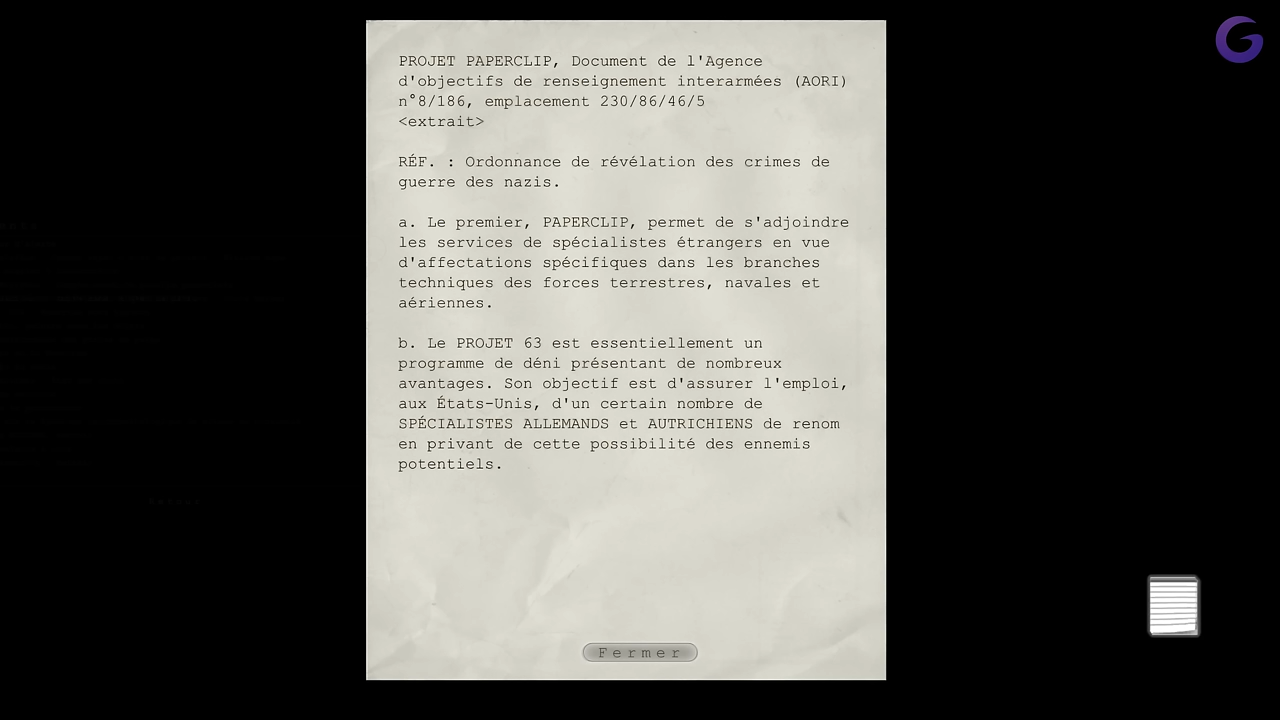 PROJET PAPERCLIP, Document de l'Agence
d'objectifs de renseignement interarmées (AORI)
n°8/186, emplacement 230/86/46/5
<extrait>
RÉF. : Ordonnance de révélation des crimes de
guerre des nazis.
a. Le premier, PAPERCLIP, permet de s'adjoindre
les services de spécialistes étrangers en vue
d'affectations spécifiques dans les branches
techniques des forces terrestres, navales et
aériennes.
b. Le PROJET 63 est essentiellement un
programme de déni présentant de nombreux
avantages. Son objectif est d'assurer l'emploi,
aux États-Unis, d'un certain nombre de
SPÉCIALISTES ALLEMANDS et AUTRICHIENS de renom
en privant de cette possibilité des ennemis
potentiels.
Fermer